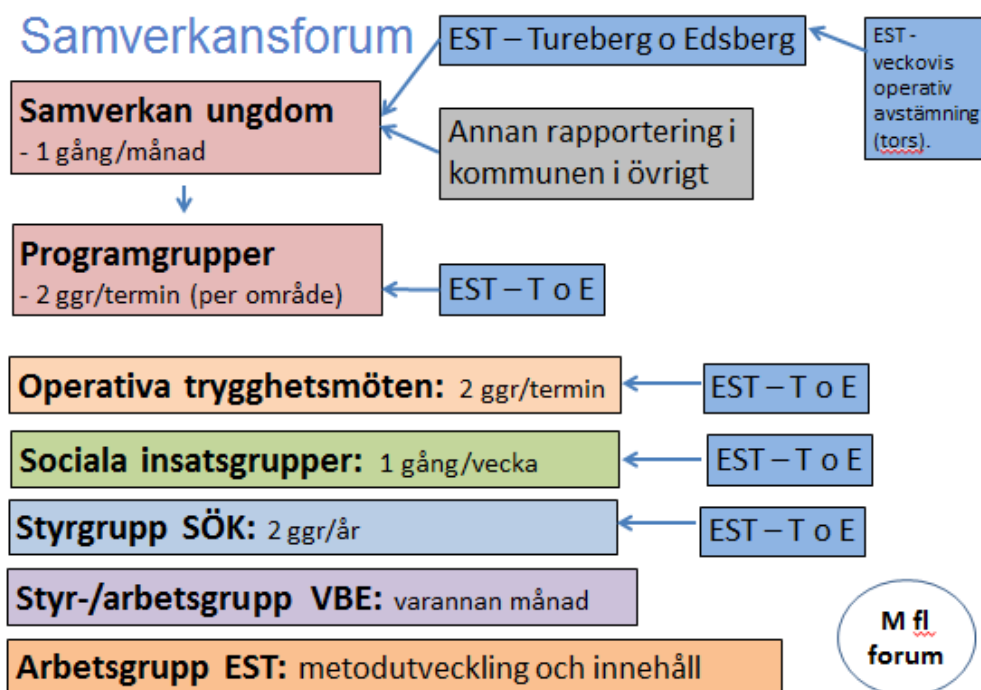 Samverkansforum
EST – Tureberg o Edsberg
EST -
veckovis
operativ
avstämning
(tors).
Samverkan ungdom
- 1 gång/månad
Annan rapportering i
kommunen i övrigt
Programgrupper
- 2 ggr/termin (per område)
EST – T o E
Operativa trygghetsmöten: 2 ggr/termin
EST – T o E
Sociala insatsgrupper: 1 gång/vecka
EST – T o E
Styrgrupp SÖK: 2 ggr/år
EST – T o E
Styr-/arbetsgrupp VBE: varannan månad
M fl
forum
Arbetsgrupp EST: metodutveckling och innehåll